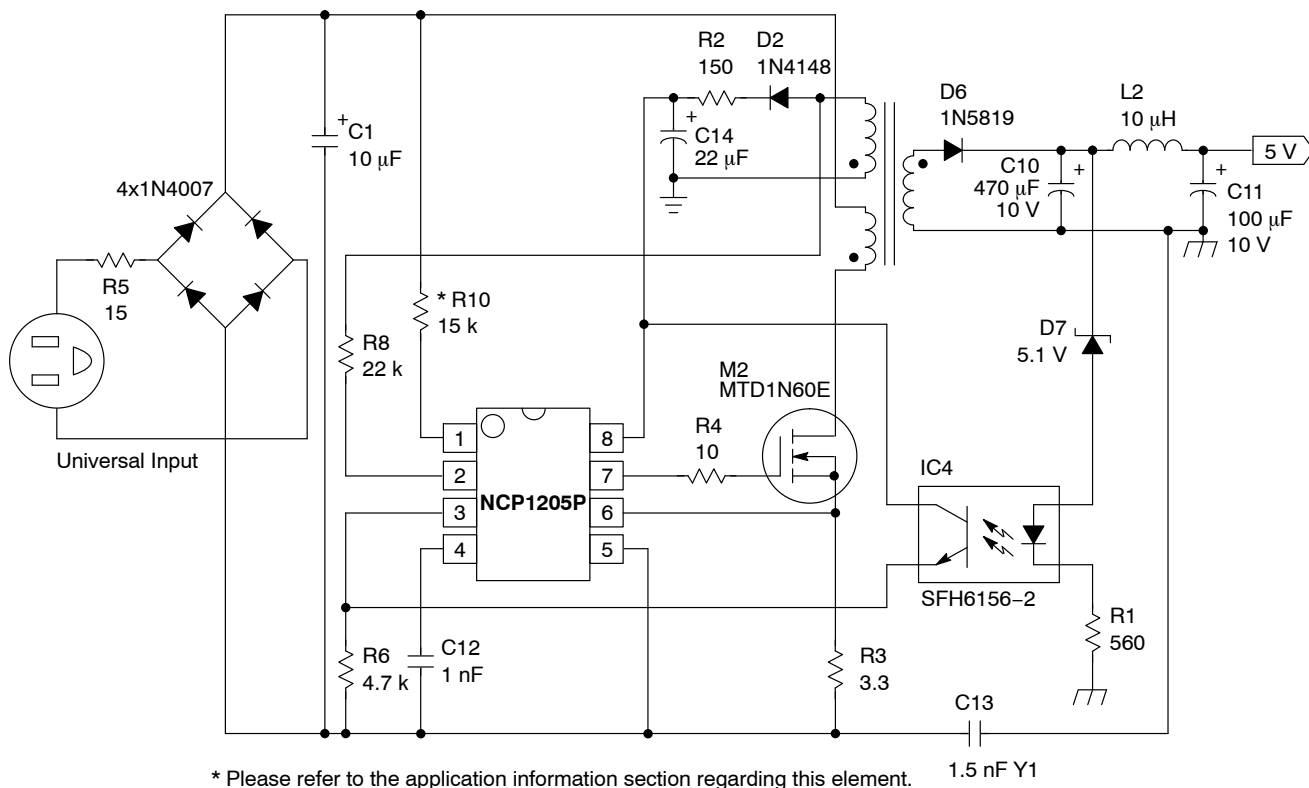 R2
150
D2
1N4148
D6
1N5819
L2
10 μH
+
C1
10 μF
+
C14
22 μF
5 V
C10
470 μF
10 V
+
+
C11
100 μF
10 V
4x1N4007
R5
15
* R10
15 k
R8
22 k
D7
5.1 V
M2
MTD1N60E
R4
10
Universal Input
1
2
3
4
NCP1205P
8
7
6
5
IC4
SFH6156−2
R1
560
R6
4.7 k
C12
1 nF
R3
3.3
C13
1.5 nF Y1
* Please refer to the application information section regarding this element.